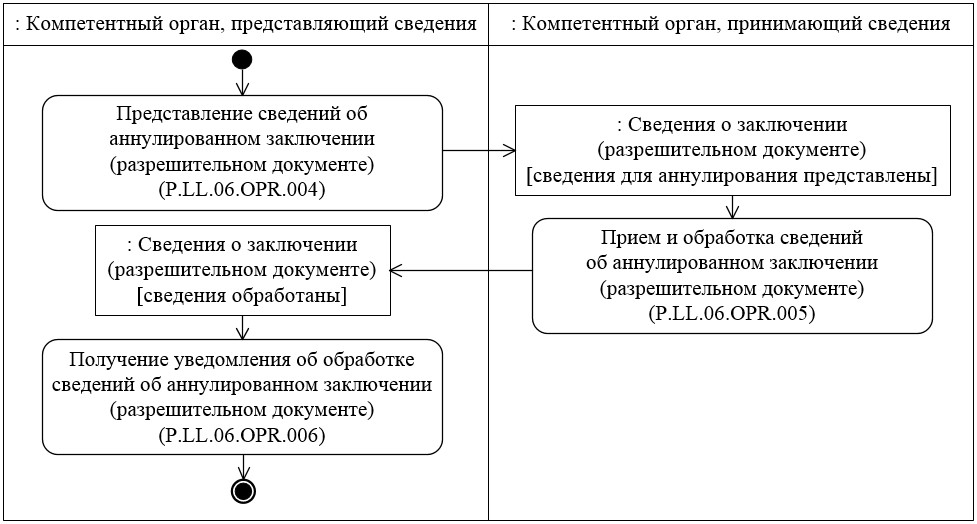 : Компетентный орган, представляющий сведения
: Компетентный орган, принимающий сведения
Представление сведений об
аннулированном заключении
(разрешительном документе)
(P.LL.06.OPR.004)
: Сведения о заключении
(разрешительном документе)
[сведения для аннулирования представлены]
Прием и обработка сведений
об аннулированном заключении
(разрешительном документе)
(P.LL.06.OPR.005)
: Сведения о заключении
(разрешительном документе)
[сведения обработаны]
Получение уведомления об обработке
сведений об аннулированном заключении
(разрешительном документе)
(P.LL.06.OPR.006)